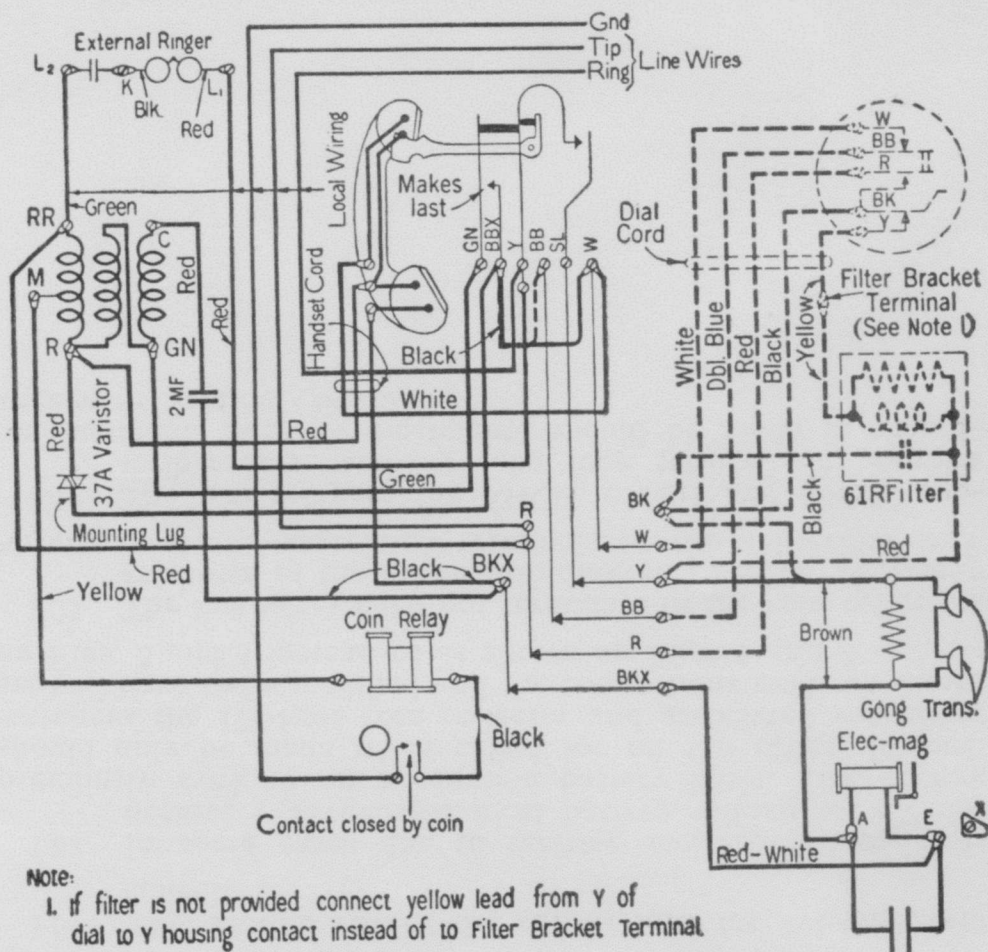 Gnd
Tip
Ring
Line Wires
External Ringer
L2
K
L1
Blk.
Red
Local Wiring
Green
RR
M
R
C
GN
Red
Red
2 MF
Handset Cord
Makes last
GN
BBX
Y
BB
SL
W
Black
White
Red
Green
Red
37A Varistor
Mounting Lug
Red
Yellow
Black
R
BKX
Coin Relay
Black
Contact closed by coin
W
BB
R
BK
Y
Dial Cord
Filter Bracket
Terminal
(See Note 1)
White
Dbl. Blue
Red
Black
Yellow
61R Filter
Black
Red
BK
W
Y
BB
R
BKX
Brown
Gong Trans.
Elec-mag
A
E
Red-White
Note:
1. If filter is not provided connect yellow lead from Y of
dial to Y housing contact instead of to Filter Bracket Terminal